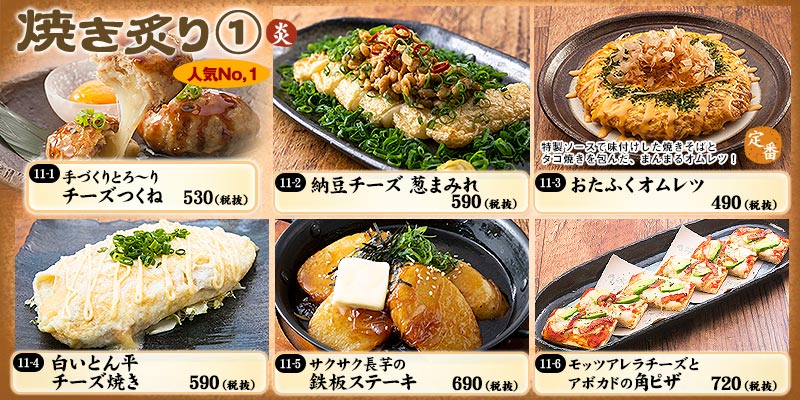 焼き炙り①
炎
人気No,1
11-1 手づくりとろ〜り
チーズつくね 530(税抜)
11-2 納豆チーズ 葱まみれ
590(税抜)
特製ソースで味付けした焼きそばと
タコ焼きを包んだ、まんまるオムレツ！
定番
11-3 おたふくオムレツ
490(税抜)
11-4 白いとん平
チーズ焼き 590(税抜)
11-5 サクサク長芋の
鉄板ステーキ 690(税抜)
11-6 モッツアレラチーズと
アボカドの角ピザ 720(税抜)